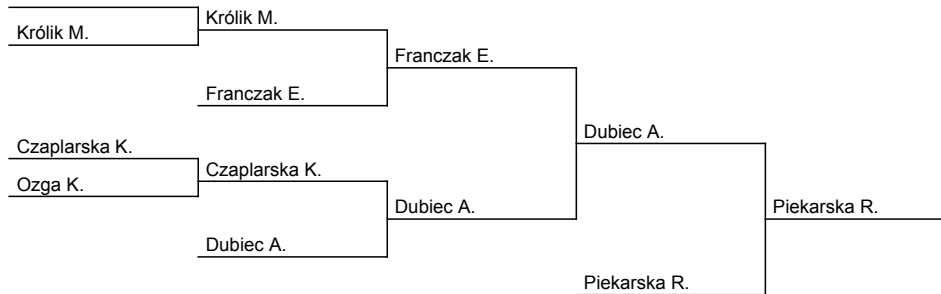 Królik M.
Królik M.
Franczak E.
Franczak E.
Czaplarska K.
Dubiec A.
Ozga K.
Czaplarska K.
Dubiec A.
Piekarska R.
Dubiec A.
Piekarska R.